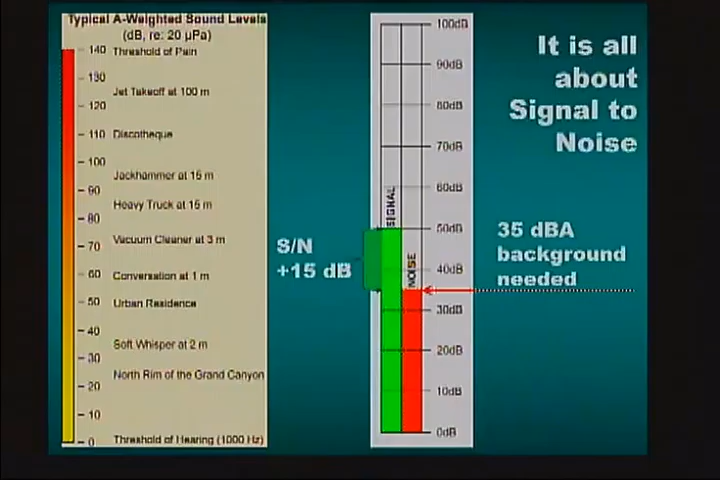 Typical A-Weighted Sound Levels
(dB, re: 20 µPa)
140 Threshold of Pain
130
Jet Takeoff at 100 m
120
110 Discotheque
100
Jackhammer at 15 m
90
Heavy Truck at 15 m
80
Vacuum Cleaner at 3 m
70
60 Conversation at 1 m
50 Urban Residence
40
Soft Whisper at 2 m
30
North Rim of the Grand Canyon
20
10
0 Threshold of Hearing (1000 Hz)
S/N
+15 dB
100dB
90dB
80dB
70dB
60dB
50dB
40dB
30dB
20dB
10dB
0dB
SIGNAL
NOISE
It is all
about
Signal to
Noise
35 dBA
background
needed